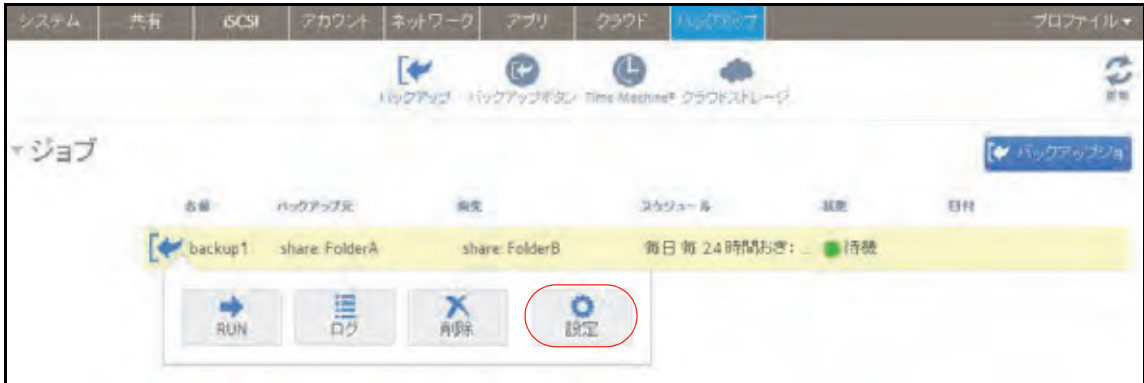 システム 共有 iSCSI アカウント ネットワーク アプリ クラウド バックアップ プロファイル
バックアップ バックアップボタン Time Machine® クラウドストレージ 更新
ジョブ バックアップジョ
名前 バックアップ元 宛先 スケジュール 状態 日付
backup1 share: FolderA share: FolderB 毎日 毎 24時間おき: ... 待機
RUN ログ 削除 設定